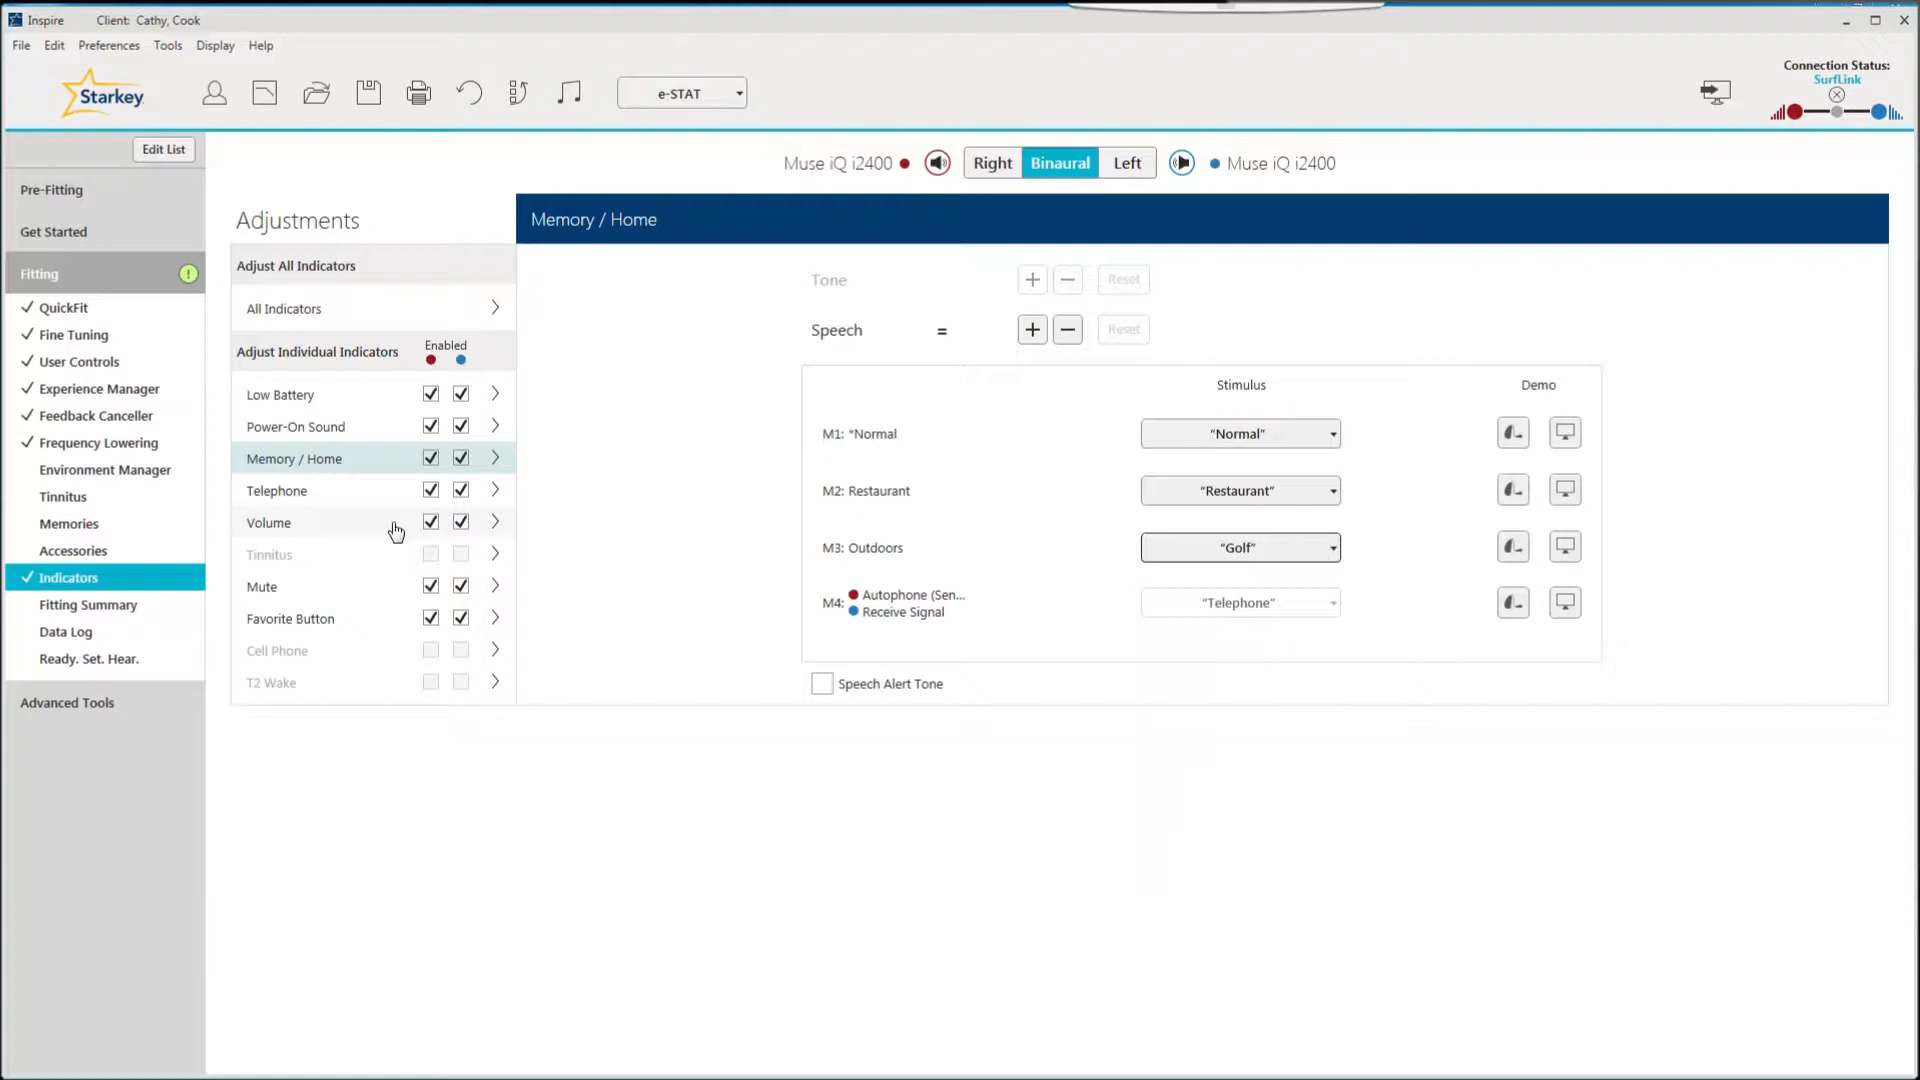 Inspire Client: Cathy, Cook
File Edit Preferences Tools Display Help
Starkey
e-STAT
Connection Status:
SurfLink
Edit List
Pre-Fitting
Get Started
Fitting
QuickFit
Fine Tuning
User Controls
Experience Manager
Feedback Canceller
Frequency Lowering
Environment Manager
Tinnitus
Memories
Accessories
Indicators
Fitting Summary
Data Log
Ready. Set. Hear.
Advanced Tools
Muse iQ i2400 Right Binaural Left Muse iQ i2400
Adjustments
Adjust All Indicators
All Indicators
Adjust Individual Indicators Enabled
Low Battery
Power-On Sound
Memory / Home
Telephone
Volume
Tinnitus
Mute
Favorite Button
Cell Phone
T2 Wake
Memory / Home
Tone + − Reset
Speech = + − Reset
Stimulus Demo
M1: *Normal "Normal"
M2: Restaurant "Restaurant"
M3: Outdoors "Golf"
M4: Autophone (Sen... "Telephone"
Receive Signal
Speech Alert Tone